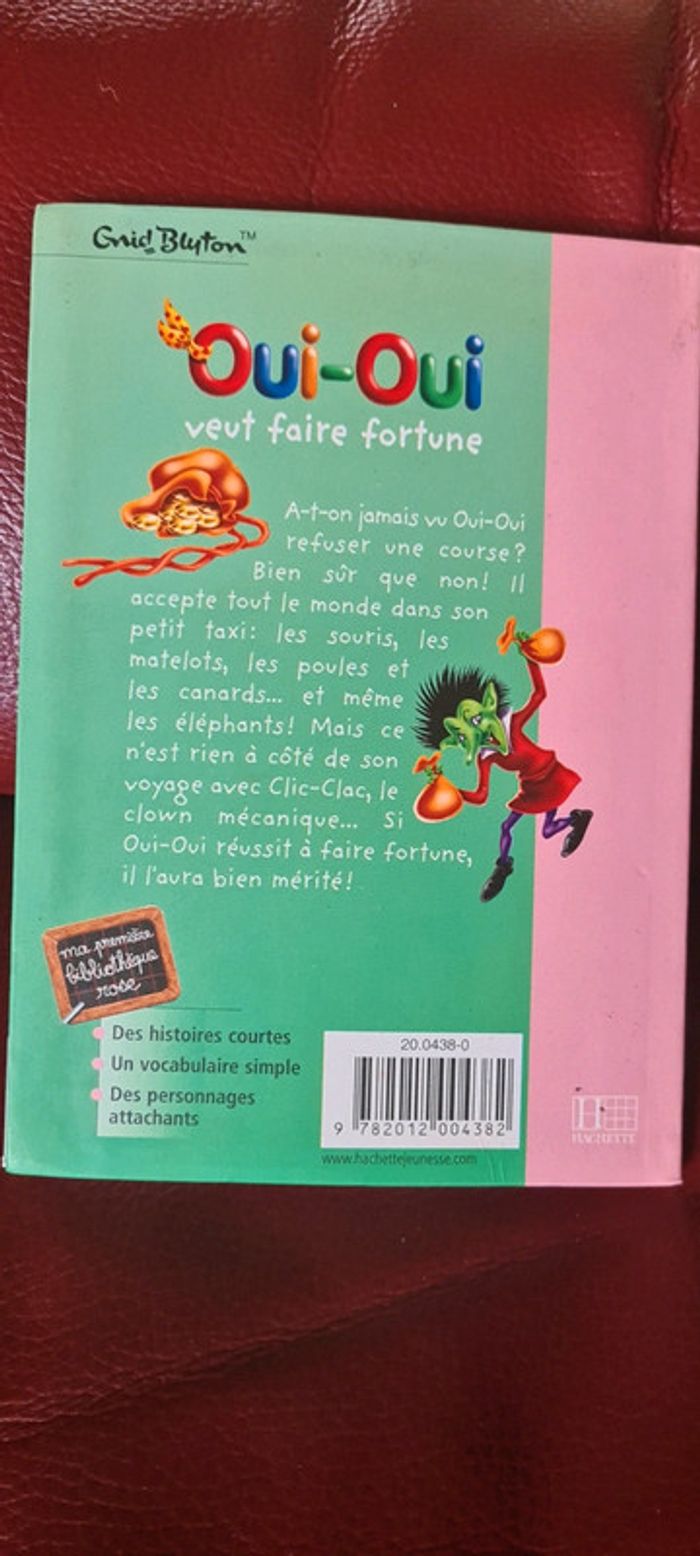 Enid Blyton™
Oui-Oui
veut faire fortune
A-t-on jamais vu Oui-Oui
refuser une course?
Bien sûr que non! Il
accepte tout le monde dans son
petit taxi: les souris, les
matelots, les poules et
les canards... et même
les éléphants! Mais ce
n'est rien à côté de son
voyage avec Clic-Clac, le
clown mécanique... Si
Oui-Oui réussit à faire fortune,
il l'aura bien mérité!
ma première
bibliothèque
rose
Des histoires courtes
Un vocabulaire simple
Des personnages
attachants
20.0438-0
9 782012 004382
www.hachettejeunesse.com
H
HACHETTE